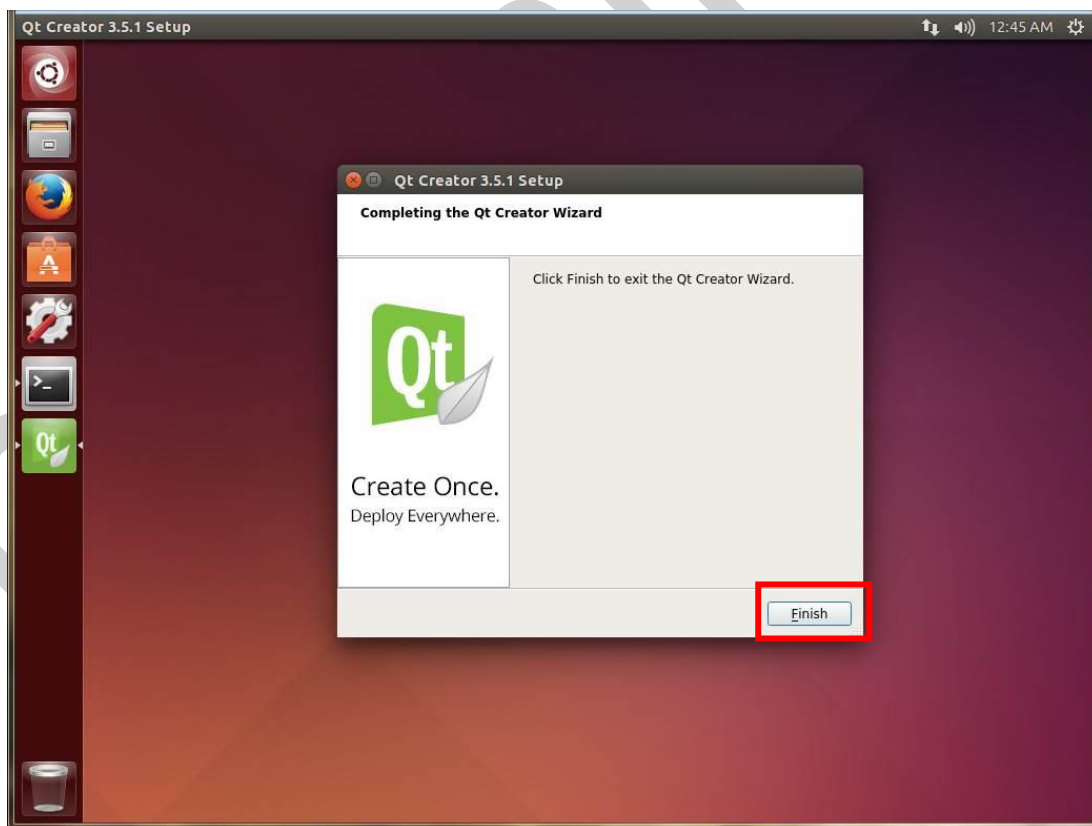 Qt Creator 3.5.1 Setup
12:45 AM
Qt Creator 3.5.1 Setup
Completing the Qt Creator Wizard
Click Finish to exit the Qt Creator Wizard.
Qt
Create Once.
Deploy Everywhere.
Finish
>_
Qt